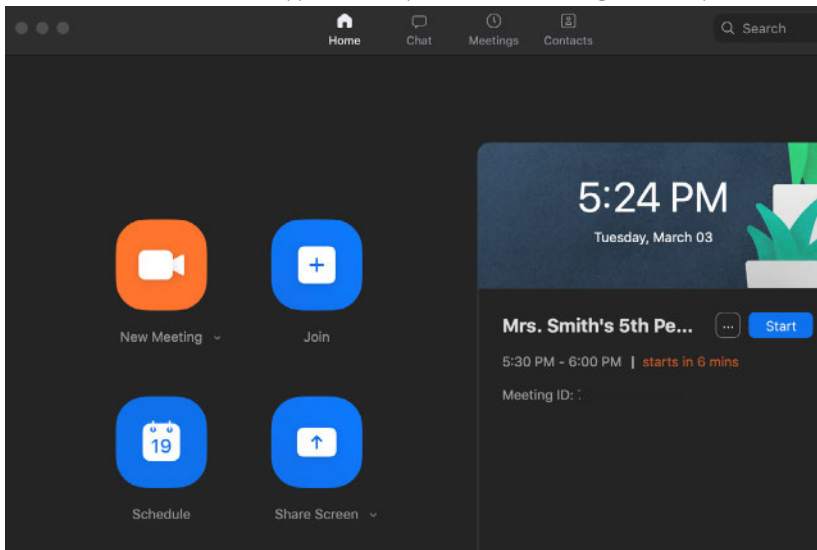 Home Chat Meetings Contacts Search
5:24 PM
Tuesday, March 03
New Meeting Join
Mrs. Smith's 5th Pe... ... Start
5:30 PM - 6:00 PM | starts in 6 mins
Meeting ID:
19
Schedule Share Screen